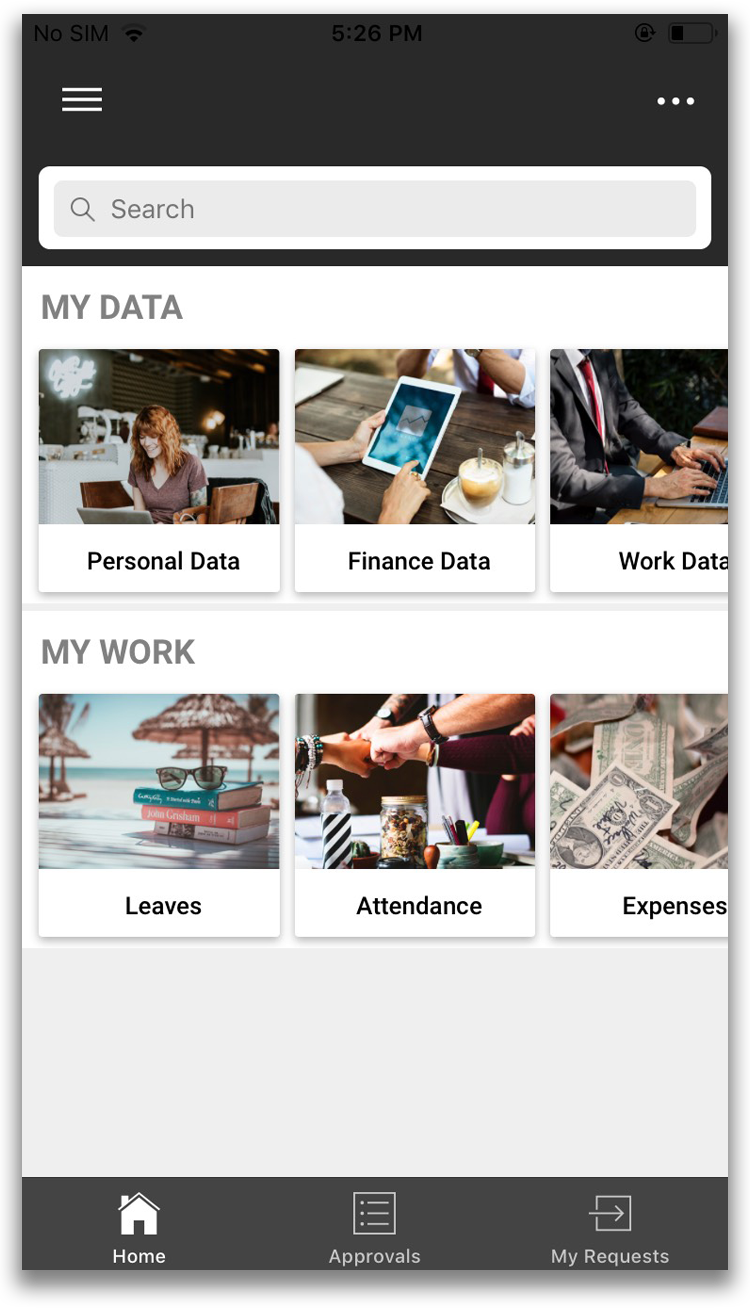 No SIM 5:26 PM
Search
MY DATA
Personal Data Finance Data Work Data
MY WORK
John Grisham
Leaves Attendance Expenses
Home Approvals My Requests